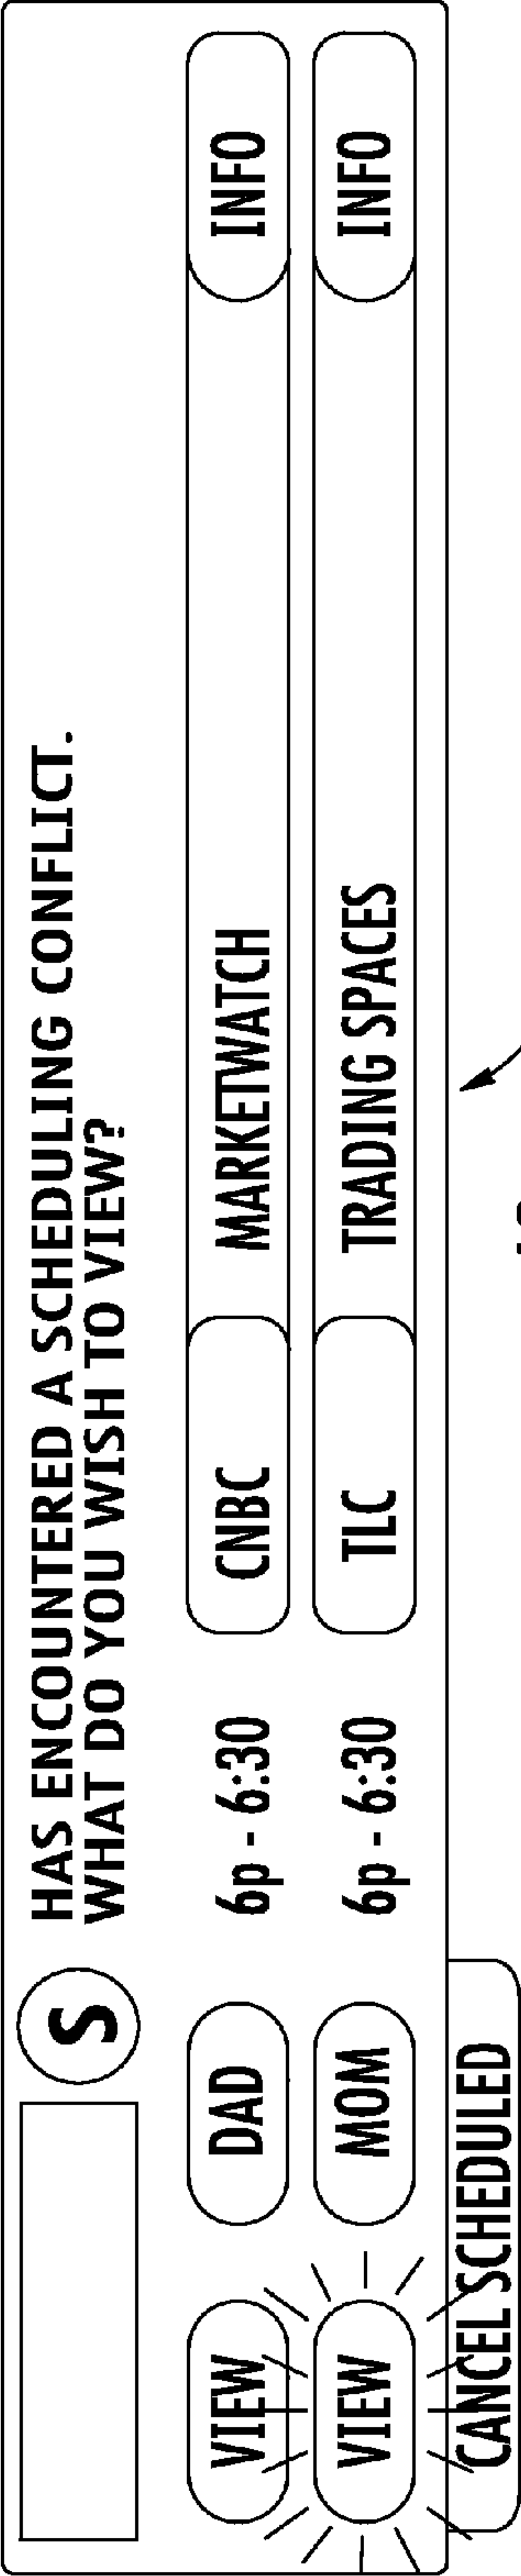 S HAS ENCOUNTERED A SCHEDULING CONFLICT.
WHAT DO YOU WISH TO VIEW?
VIEW DAD 6p - 6:30 CNBC MARKETWATCH INFO
VIEW MOM 6p - 6:30 TLC TRADING SPACES INFO
CANCEL SCHEDULED